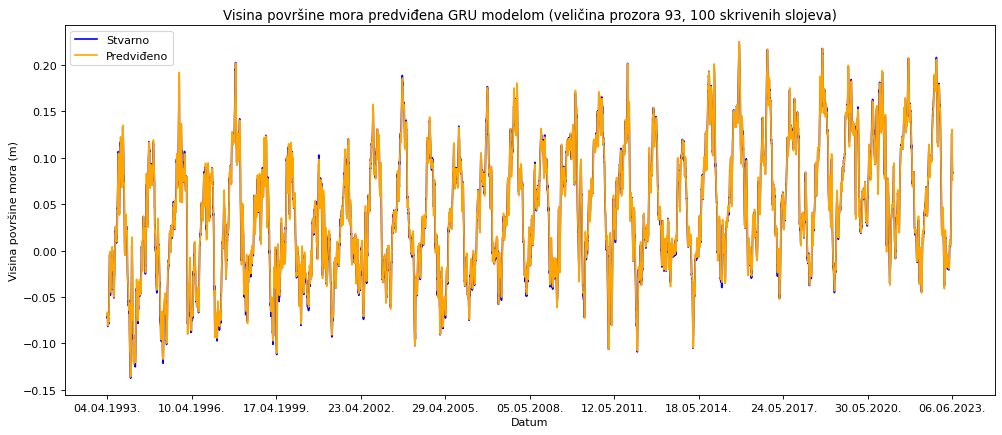 Visina površine mora predviđena GRU modelom (veličina prozora 93, 100 skrivenih slojeva)
Stvarno
Predviđeno
Visina površine mora (m)
0.20
0.15
0.10
0.05
0.00
−0.05
−0.10
−0.15
04.04.1993. 10.04.1996. 17.04.1999. 23.04.2002. 29.04.2005. 05.05.2008. 12.05.2011. 18.05.2014. 24.05.2017. 30.05.2020. 06.06.2023.
Datum